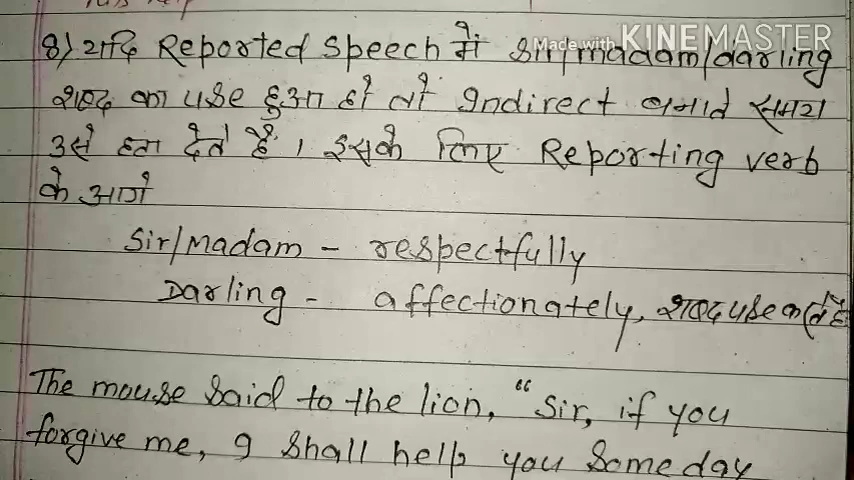 8) यदि Reported speech में Sir/madam/darling
Made with KINEMASTER
शब्द का use हुआ हो तो Indirect बनाते समय
उसे हटा देते हैं। इसके लिए Reporting verb
के आगे
Sir/Madam - respectfully
Darling - affectionately, शब्द use करते हैं
The mouse said to the lion, "Sir, if you
forgive me, I shall help you someday